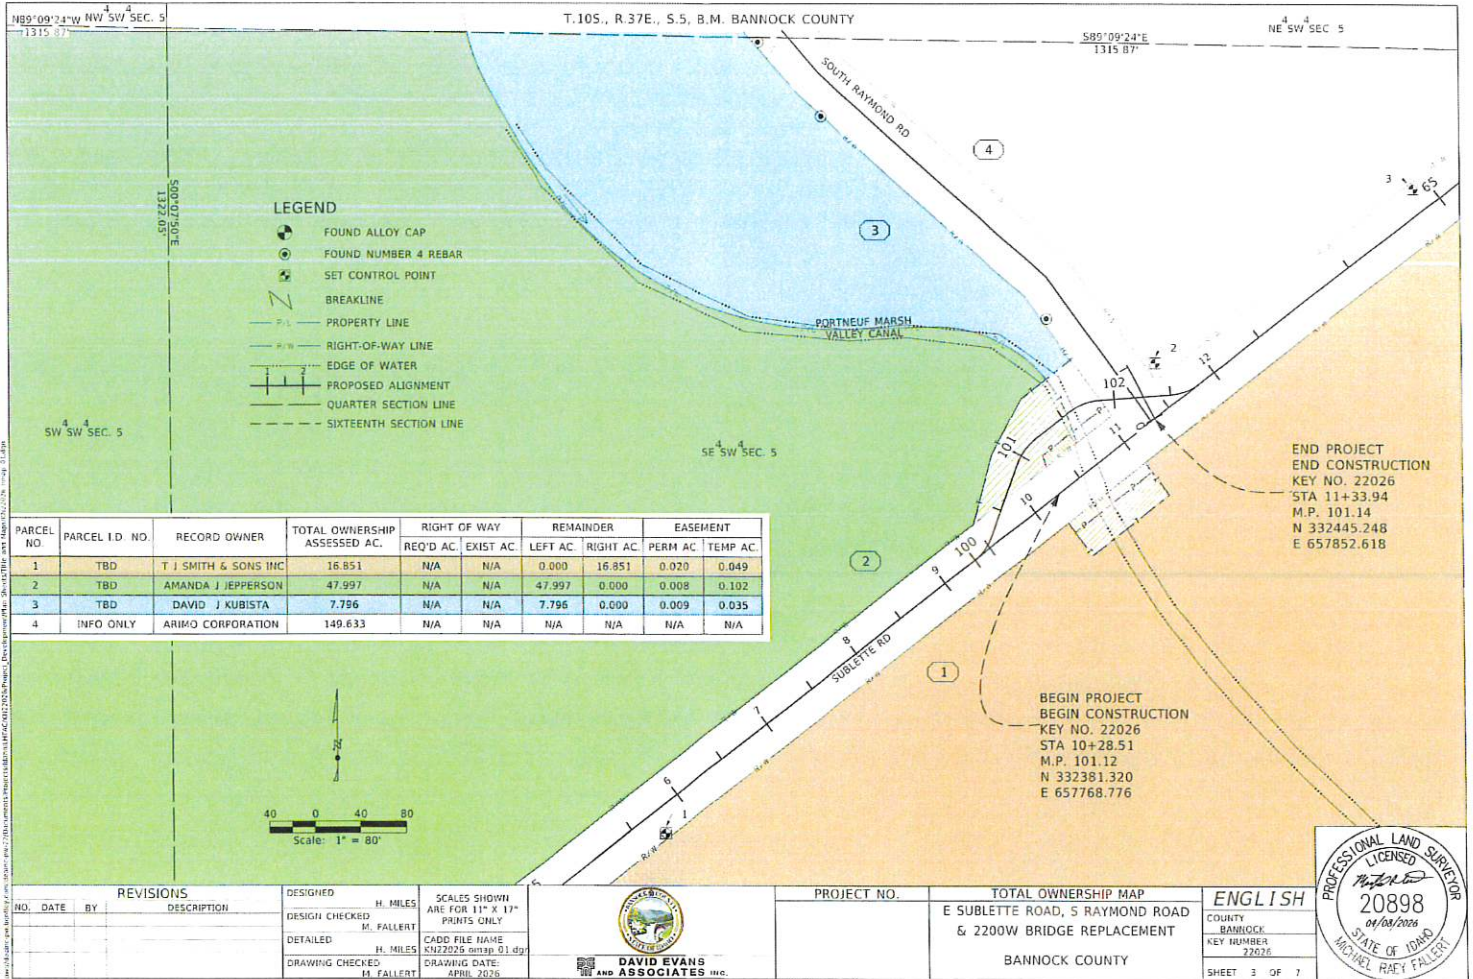 N89°09'24"W NW 4 SW 4 SEC. 5
1315.87'
T.10S., R.37E., S.5, B.M. BANNOCK COUNTY
S89°09'24"E
1315.87'
NE 4 SW 4 SEC 5
SOUTH RAYMOND RD
4
3
3
65
S00°07'50"E
1322.05'
LEGEND
FOUND ALLOY CAP
FOUND NUMBER 4 REBAR
SET CONTROL POINT
BREAKLINE
P/L PROPERTY LINE
R/W RIGHT-OF-WAY LINE
EDGE OF WATER
1 2
PROPOSED ALIGNMENT
QUARTER SECTION LINE
SIXTEENTH SECTION LINE
PORTNEUF MARSH
VALLEY CANAL
2
12
102
11
101
10
100
9
8
7
6
SW 4 SW 4 SEC. 5
SE 4 SW 4 SEC. 5
END PROJECT
END CONSTRUCTION
KEY NO. 22026
STA 11+33.94
M.P. 101.14
N 332445.248
E 657852.618
PARCEL NO. PARCEL I.D. NO. RECORD OWNER TOTAL OWNERSHIP ASSESSED AC. RIGHT OF WAY REMAINDER EASEMENT
REQ'D AC. EXIST AC. LEFT AC. RIGHT AC. PERM AC. TEMP AC.
1 TBD T J SMITH & SONS INC 16.851 N/A N/A 0.000 16.851 0.020 0.049
2 TBD AMANDA J JEPPERSON 47.997 N/A N/A 47.997 0.000 0.008 0.102
3 TBD DAVID J KUBISTA 7.796 N/A N/A 7.796 0.000 0.009 0.035
4 INFO ONLY ARIMO CORPORATION 149.633 N/A N/A N/A N/A N/A N/A
2
SUBLETTE RD
1
BEGIN PROJECT
BEGIN CONSTRUCTION
KEY NO. 22026
STA 10+28.51
M.P. 101.12
N 332381.320
E 657768.776
N
40 0 40 80
Scale: 1" = 80'
1
R/W
REVISIONS
NO. DATE BY DESCRIPTION
DESIGNED
H. MILES
DESIGN CHECKED
M. FALLERT
DETAILED
H. MILES
DRAWING CHECKED
M. FALLERT
SCALES SHOWN
ARE FOR 11" X 17"
PRINTS ONLY
CADD FILE NAME
KN22026 omap 01.dgn
DRAWING DATE:
APRIL 2026
DAVID EVANS
AND ASSOCIATES INC.
PROJECT NO.
TOTAL OWNERSHIP MAP
E SUBLETTE ROAD, S RAYMOND ROAD
& 2200W BRIDGE REPLACEMENT
BANNOCK COUNTY
ENGLISH
COUNTY
BANNOCK
KEY NUMBER
22026
SHEET 3 OF 7
PROFESSIONAL LAND SURVEYOR
LICENSED
20898
04/08/2026
STATE OF IDAHO
MICHAEL RAEY FALLERT